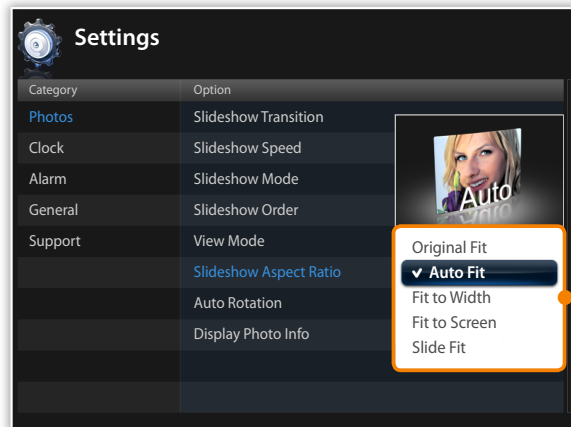 Settings
Category Option
Photos Slideshow Transition
Clock Slideshow Speed
Alarm Slideshow Mode
General Slideshow Order
Support View Mode
Slideshow Aspect Ratio
Auto Rotation
Display Photo Info
Auto
Original Fit
✔ Auto Fit
Fit to Width
Fit to Screen
Slide Fit